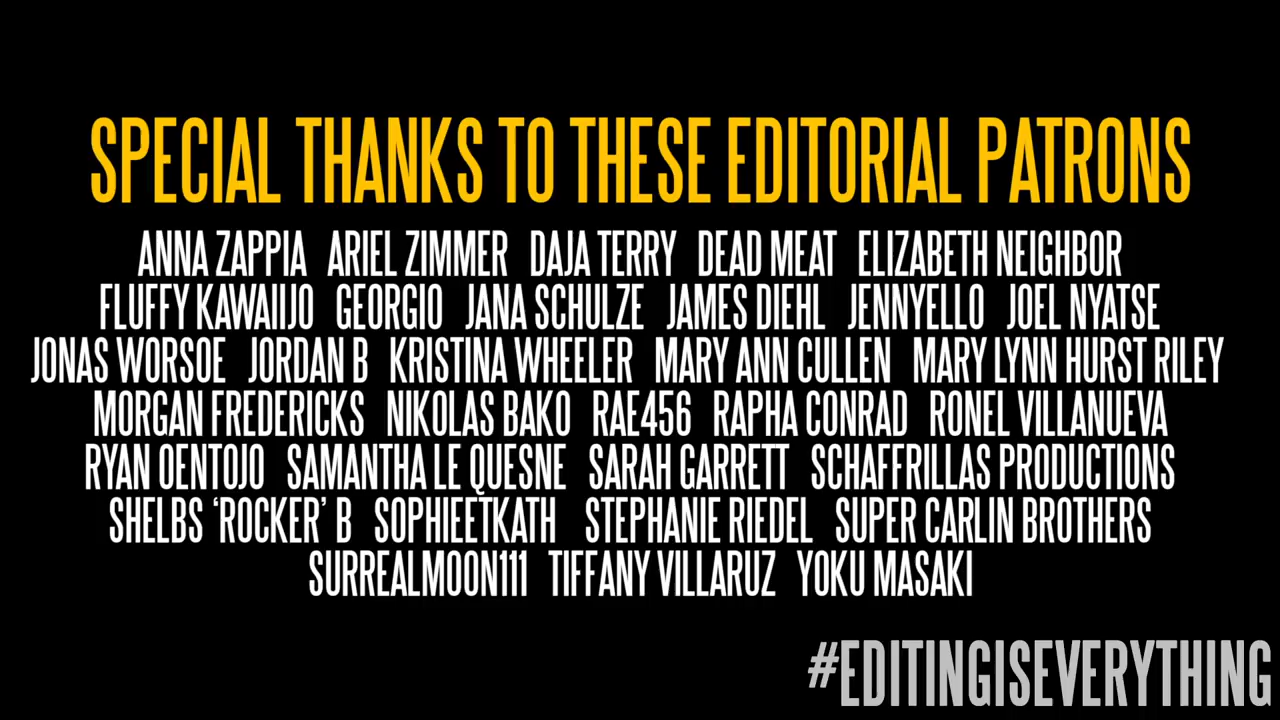 SPECIAL THANKS TO THESE EDITORIAL PATRONS
ANNA ZAPPIA ARIEL ZIMMER DAJA TERRY DEAD MEAT ELIZABETH NEIGHBOR
FLUFFY KAWAIIJO GEORGIO JANA SCHULZE JAMES DIEHL JENNYELLO JOEL NYATSE
JONAS WORSOE JORDAN B KRISTINA WHEELER MARY ANN CULLEN MARY LYNN HURST RILEY
MORGAN FREDERICKS NIKOLAS BAKO RAE456 RAPHA CONRAD RONEL VILLANUEVA
RYAN OENTOJO SAMANTHA LE QUESNE SARAH GARRETT SCHAFFRILLAS PRODUCTIONS
SHELBS ‘ROCKER’ B SOPHIEETKATH STEPHANIE RIEDEL SUPER CARLIN BROTHERS
SURREALMOON111 TIFFANY VILLARUZ YOKU MASAKI
#EDITINGISEVERYTHING